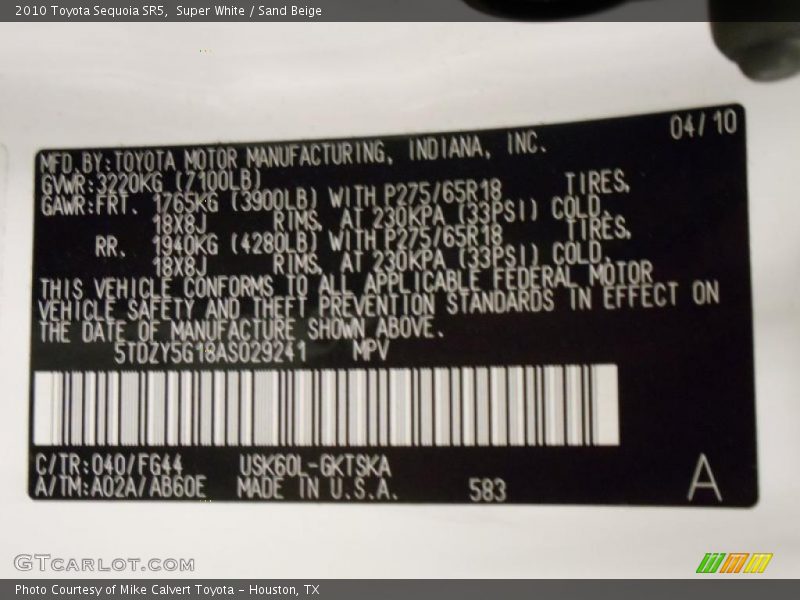 2010 Toyota Sequoia SR5,  Super White / Sand Beige
04/10
MFD.BY:TOYOTA MOTOR MANUFACTURING, INDIANA, INC.
GVWR:3220KG (7100LB)
GAWR:FRT. 1765KG (3900LB) WITH P275/65R18 TIRES,
18X8J RIMS, AT 230KPA (33PSI) COLD.
RR. 1940KG (4280LB) WITH P275/65R18 TIRES,
18X8J RIMS, AT 230KPA (33PSI) COLD.
THIS VEHICLE CONFORMS TO ALL APPLICABLE FEDERAL MOTOR
VEHICLE SAFETY AND THEFT PREVENTION STANDARDS IN EFFECT ON
THE DATE OF MANUFACTURE SHOWN ABOVE.
5TDZY5G18AS029241 MPV
C/TR:040/FG44 USK60L-GKTSKA
A/TM:A02A/AB60E MADE IN U.S.A. 583 A
GTCARLOT.COM
Photo Courtesy of Mike Calvert Toyota - Houston, TX